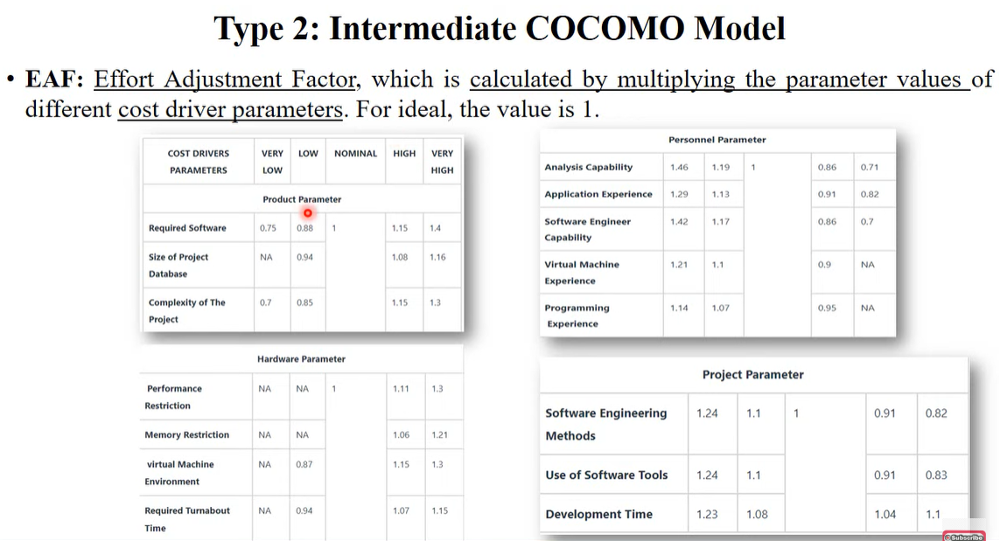 Type 2: Intermediate COCOMO Model
• EAF: Effort Adjustment Factor, which is calculated by multiplying the parameter values of
different cost driver parameters. For ideal, the value is 1.
COST DRIVERS PARAMETERS VERY LOW LOW NOMINAL HIGH VERY HIGH
Product Parameter
Required Software 0.75 0.88 1 1.15 1.4
Size of Project Database NA 0.94 1.08 1.16
Complexity of The Project 0.7 0.85 1.15 1.3
Hardware Parameter
Performance Restriction NA NA 1 1.11 1.3
Memory Restriction NA NA 1.06 1.21
virtual Machine Environment NA 0.87 1.15 1.3
Required Turnabout Time NA 0.94 1.07 1.15
Personnel Parameter
Analysis Capability 1.46 1.19 1 0.86 0.71
Application Experience 1.29 1.13 0.91 0.82
Software Engineer Capability 1.42 1.17 0.86 0.7
Virtual Machine Experience 1.21 1.1 0.9 NA
Programming Experience 1.14 1.07 0.95 NA
Project Parameter
Software Engineering Methods 1.24 1.1 1 0.91 0.82
Use of Software Tools 1.24 1.1 0.91 0.83
Development Time 1.23 1.08 1.04 1.1
Subscribe